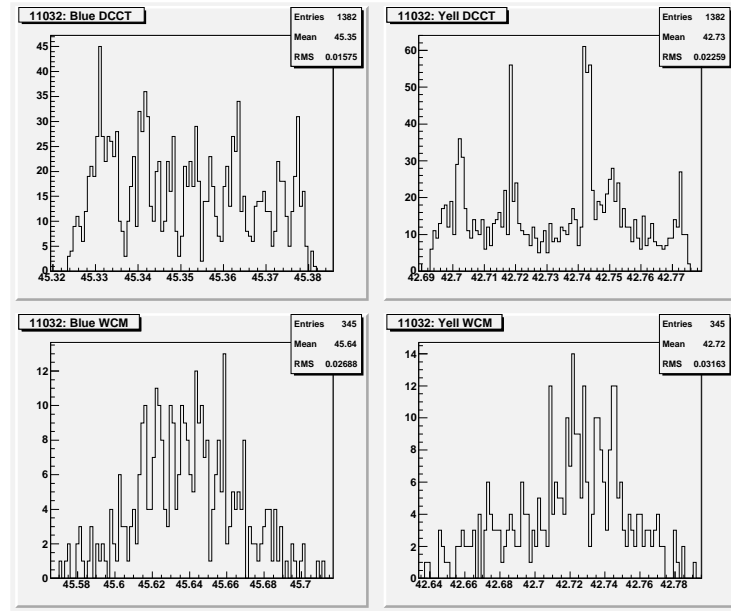 11032: Blue DCCT
Entries 1382
Mean 45.35
RMS 0.01575
45
40
35
30
25
20
15
10
5
0
45.32 45.33 45.34 45.35 45.36 45.37 45.38
11032: Yell DCCT
Entries 1382
Mean 42.73
RMS 0.02259
60
50
40
30
20
10
0
42.69 42.7 42.71 42.72 42.73 42.74 42.75 42.76 42.77
11032: Blue WCM
Entries 345
Mean 45.64
RMS 0.02688
12
10
8
6
4
2
0
45.58 45.6 45.62 45.64 45.66 45.68 45.7
11032: Yell WCM
Entries 345
Mean 42.72
RMS 0.03163
14
12
10
8
6
4
2
0
42.64 42.66 42.68 42.7 42.72 42.74 42.76 42.78